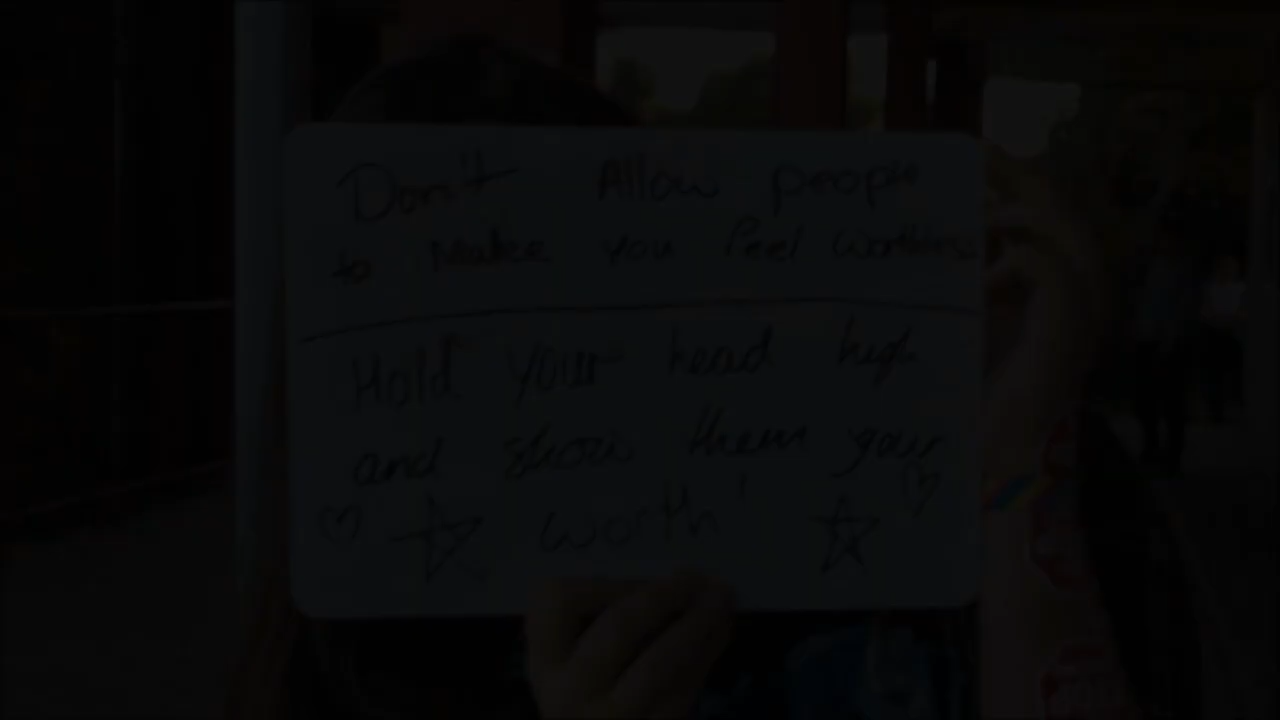 Don't Allow people
to Make you feel worthless
Hold your head high
and show them your
worth!